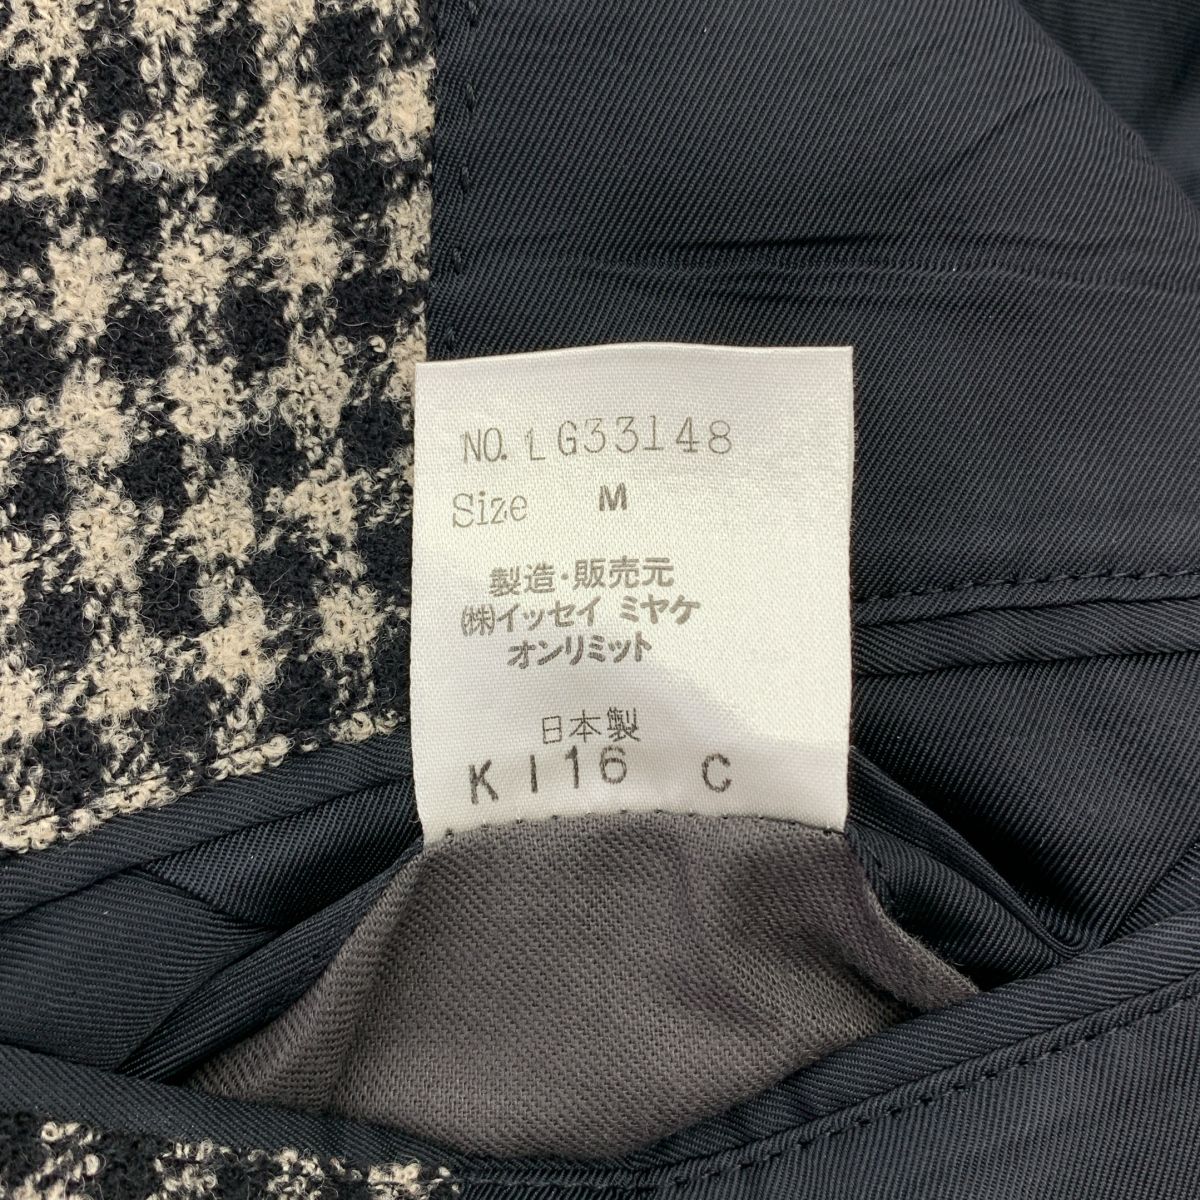 NO. LG33148
Size M
製造・販売元
㈱イッセイ ミヤケ
オンリミット
日本製
KI16 C